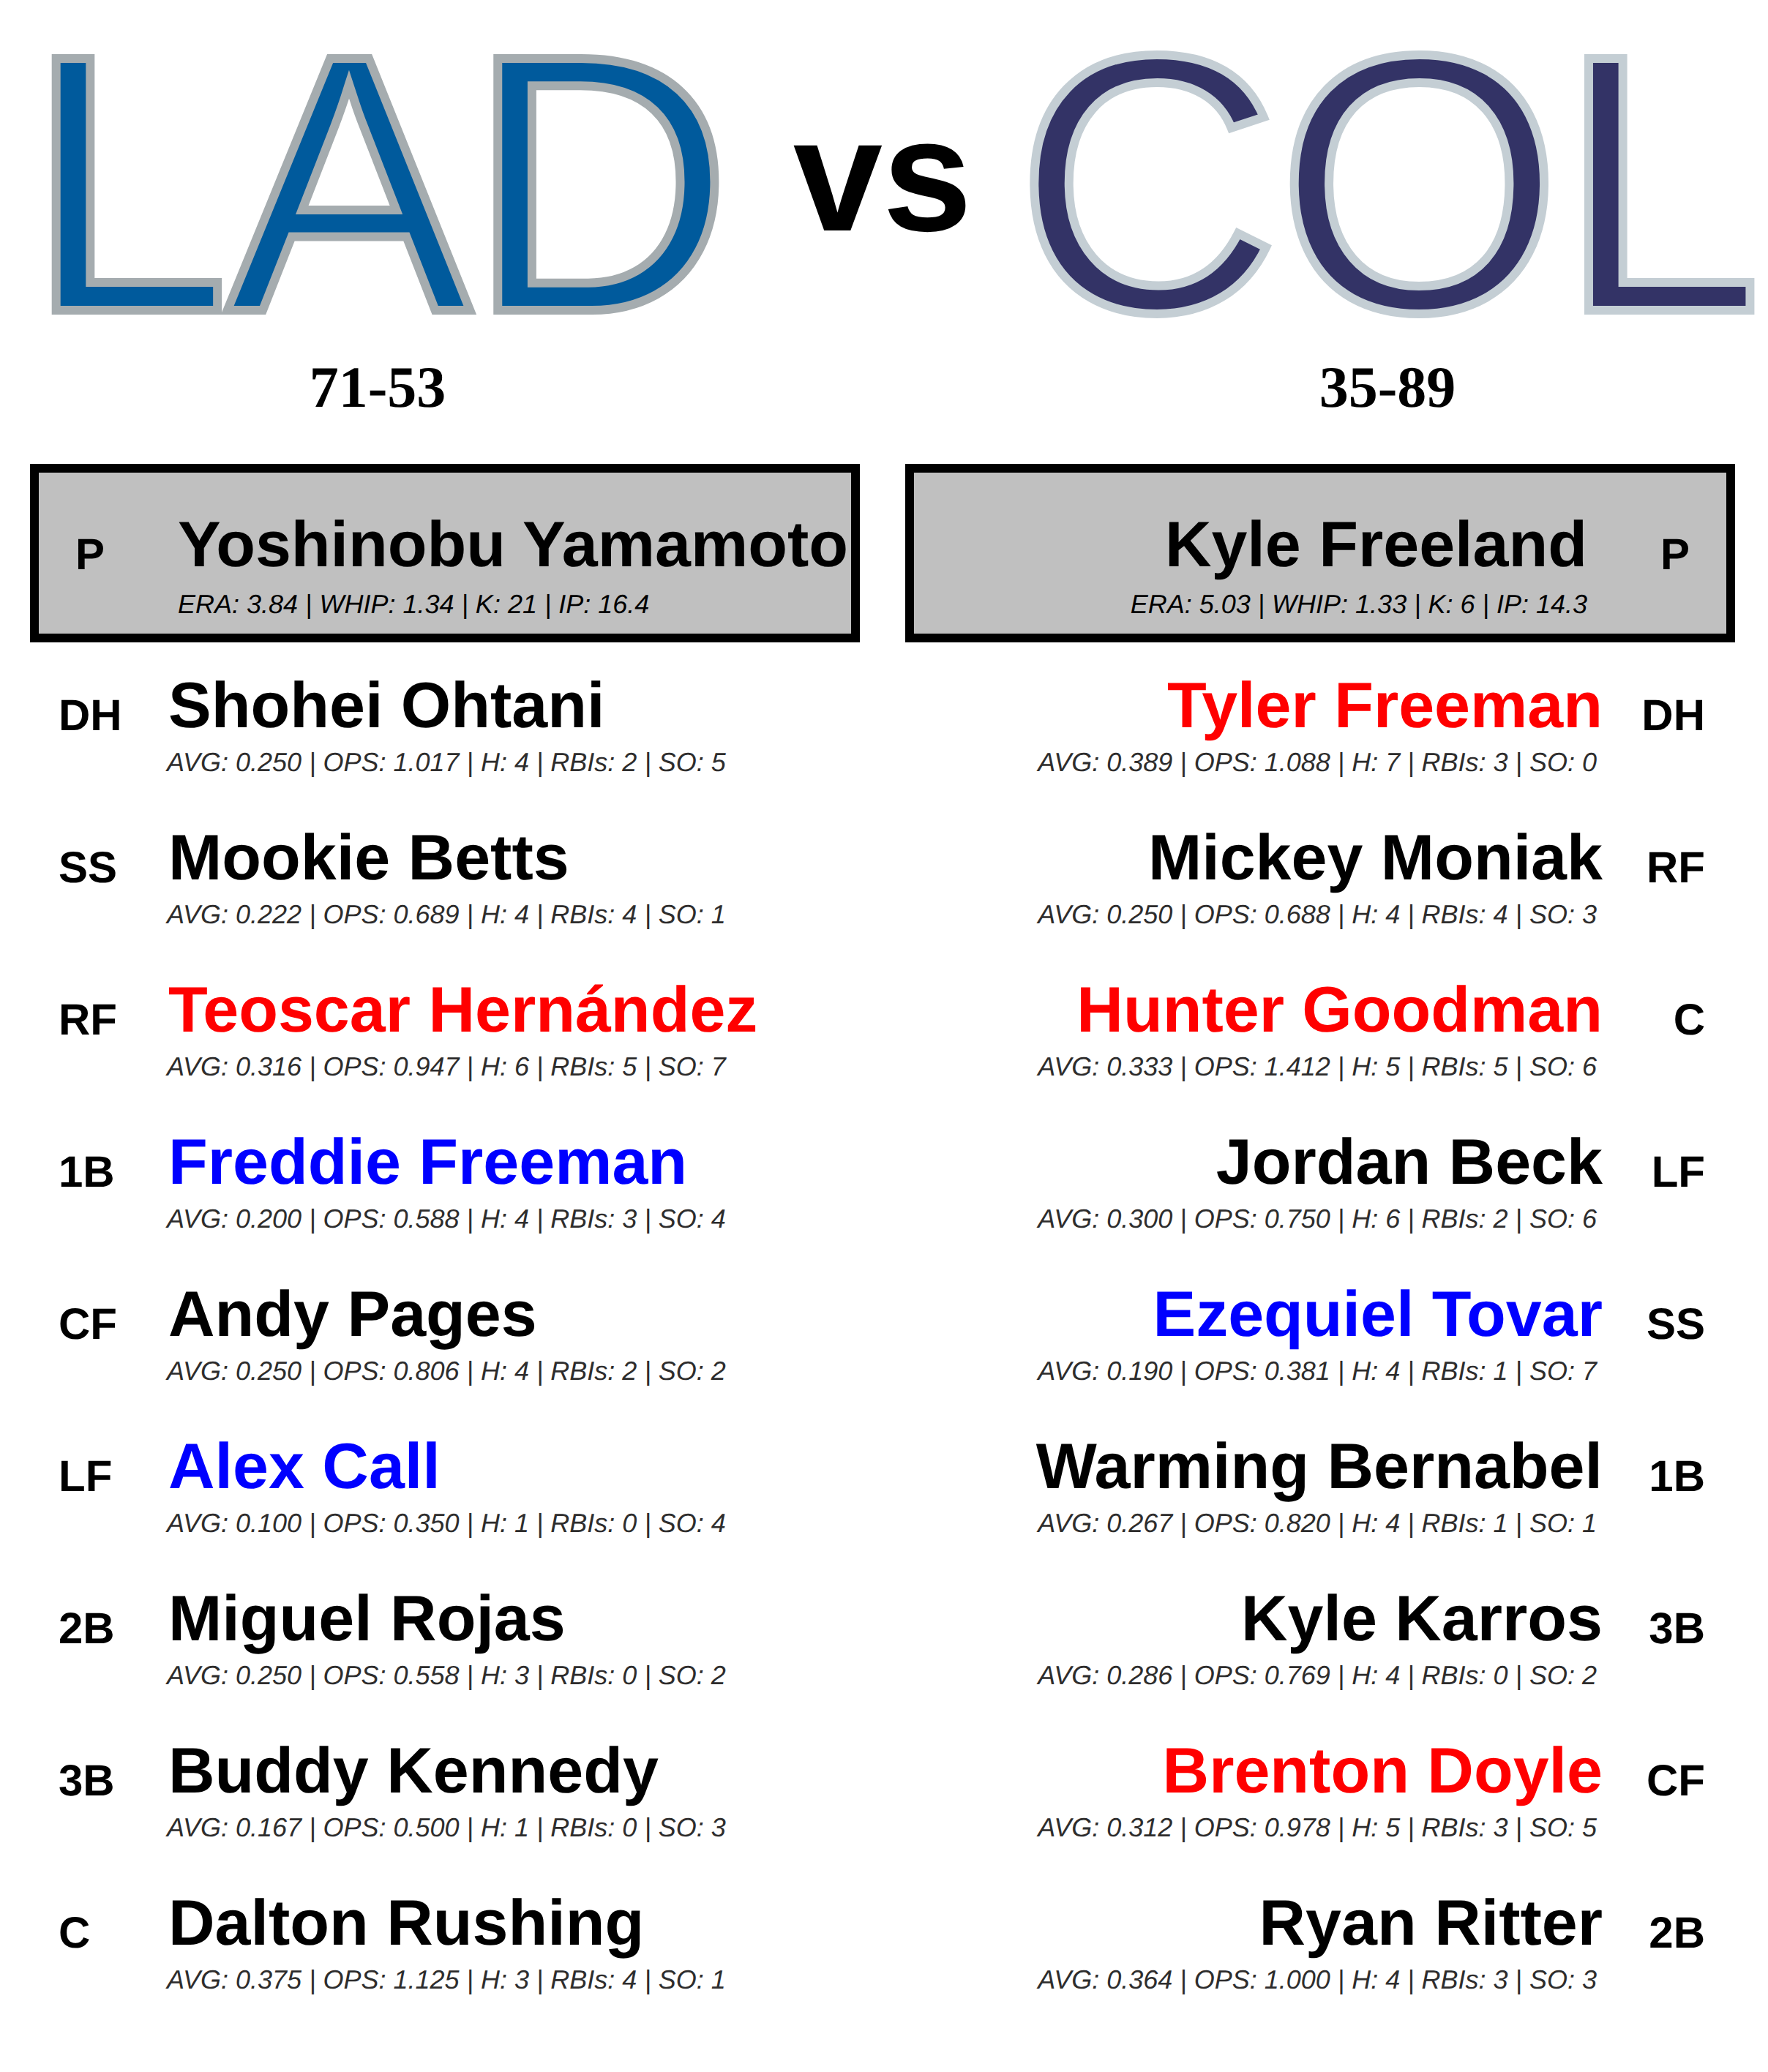 LAD vs COL
71-53 35-89
P Yoshinobu Yamamoto
ERA: 3.84 | WHIP: 1.34 | K: 21 | IP: 16.4
Kyle Freeland P
ERA: 5.03 | WHIP: 1.33 | K: 6 | IP: 14.3
DH Shohei Ohtani
AVG: 0.250 | OPS: 1.017 | H: 4 | RBIs: 2 | SO: 5
SS Mookie Betts
AVG: 0.222 | OPS: 0.689 | H: 4 | RBIs: 4 | SO: 1
RF Teoscar Hernández
AVG: 0.316 | OPS: 0.947 | H: 6 | RBIs: 5 | SO: 7
1B Freddie Freeman
AVG: 0.200 | OPS: 0.588 | H: 4 | RBIs: 3 | SO: 4
CF Andy Pages
AVG: 0.250 | OPS: 0.806 | H: 4 | RBIs: 2 | SO: 2
LF Alex Call
AVG: 0.100 | OPS: 0.350 | H: 1 | RBIs: 0 | SO: 4
2B Miguel Rojas
AVG: 0.250 | OPS: 0.558 | H: 3 | RBIs: 0 | SO: 2
3B Buddy Kennedy
AVG: 0.167 | OPS: 0.500 | H: 1 | RBIs: 0 | SO: 3
C Dalton Rushing
AVG: 0.375 | OPS: 1.125 | H: 3 | RBIs: 4 | SO: 1
Tyler Freeman DH
AVG: 0.389 | OPS: 1.088 | H: 7 | RBIs: 3 | SO: 0
Mickey Moniak RF
AVG: 0.250 | OPS: 0.688 | H: 4 | RBIs: 4 | SO: 3
Hunter Goodman C
AVG: 0.333 | OPS: 1.412 | H: 5 | RBIs: 5 | SO: 6
Jordan Beck LF
AVG: 0.300 | OPS: 0.750 | H: 6 | RBIs: 2 | SO: 6
Ezequiel Tovar SS
AVG: 0.190 | OPS: 0.381 | H: 4 | RBIs: 1 | SO: 7
Warming Bernabel 1B
AVG: 0.267 | OPS: 0.820 | H: 4 | RBIs: 1 | SO: 1
Kyle Karros 3B
AVG: 0.286 | OPS: 0.769 | H: 4 | RBIs: 0 | SO: 2
Brenton Doyle CF
AVG: 0.312 | OPS: 0.978 | H: 5 | RBIs: 3 | SO: 5
Ryan Ritter 2B
AVG: 0.364 | OPS: 1.000 | H: 4 | RBIs: 3 | SO: 3